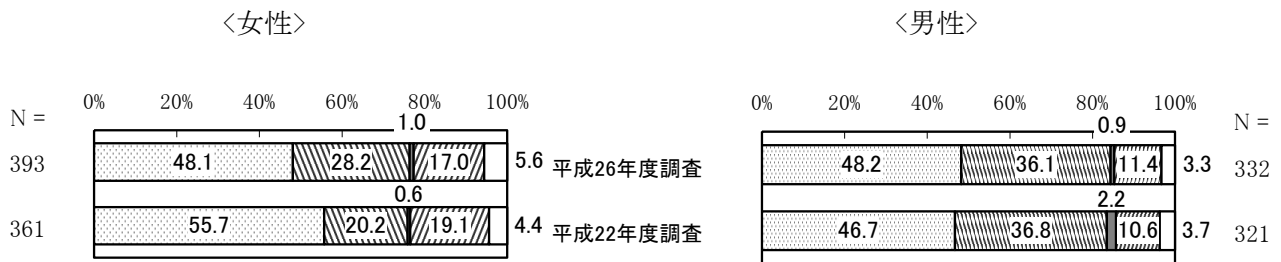 <女性> <男性>
0% 20% 40% 60% 80% 100% 0% 20% 40% 60% 80% 100%
N = 1.0 0.9 N =
393 48.1 28.2 17.0 5.6 平成26年度調査 48.2 36.1 11.4 3.3 332
0.6 2.2
361 55.7 20.2 19.1 4.4 平成22年度調査 46.7 36.8 10.6 3.7 321